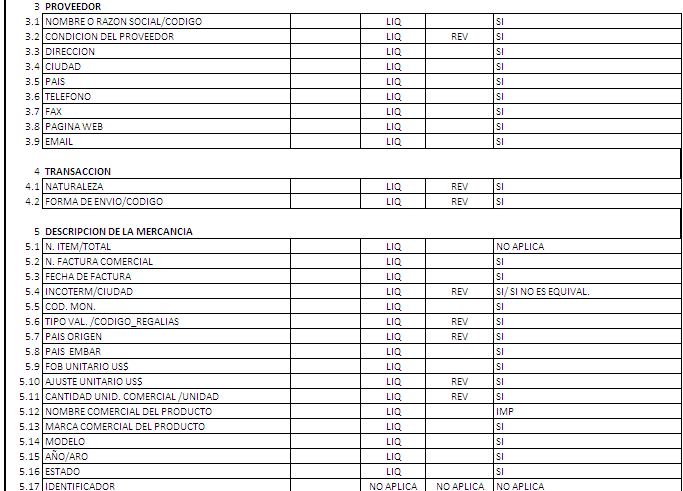 3 PROVEEDOR
3.1 NOMBRE O RAZON SOCIAL/CODIGO LIQ SI
3.2 CONDICION DEL PROVEEDOR LIQ REV SI
3.3 DIRECCION LIQ SI
3.4 CIUDAD LIQ SI
3.5 PAIS LIQ SI
3.6 TELEFONO LIQ SI
3.7 FAX LIQ SI
3.8 PAGINA WEB LIQ SI
3.9 EMAIL LIQ SI
4 TRANSACCION
4.1 NATURALEZA LIQ REV SI
4.2 FORMA DE ENVIO/CODIGO LIQ REV SI
5 DESCRIPCION DE LA MERCANCIA
5.1 N. ITEM/TOTAL LIQ NO APLICA
5.2 N. FACTURA COMERCIAL LIQ SI
5.3 FECHA DE FACTURA LIQ SI
5.4 INCOTERM/CIUDAD LIQ REV SI/ SI NO ES EQUIVAL.
5.5 COD. MON. LIQ SI
5.6 TIPO VAL. /CODIGO_REGALIAS LIQ REV SI
5.7 PAIS ORIGEN LIQ REV SI
5.8 PAIS EMBAR LIQ SI
5.9 FOB UNITARIO US$ LIQ SI
5.10 AJUSTE UNITARIO US$ LIQ REV SI
5.11 CANTIDAD UNID. COMERCIAL /UNIDAD LIQ REV SI
5.12 NOMBRE COMERCIAL DEL PRODUCTO LIQ IMP
5.13 MARCA COMERCIAL DEL PRODUCTO LIQ SI
5.14 MODELO LIQ SI
5.15 AÑO/ARO LIQ SI
5.16 ESTADO LIQ SI
5.17 IDENTIFICADOR NO APLICA NO APLICA NO APLICA